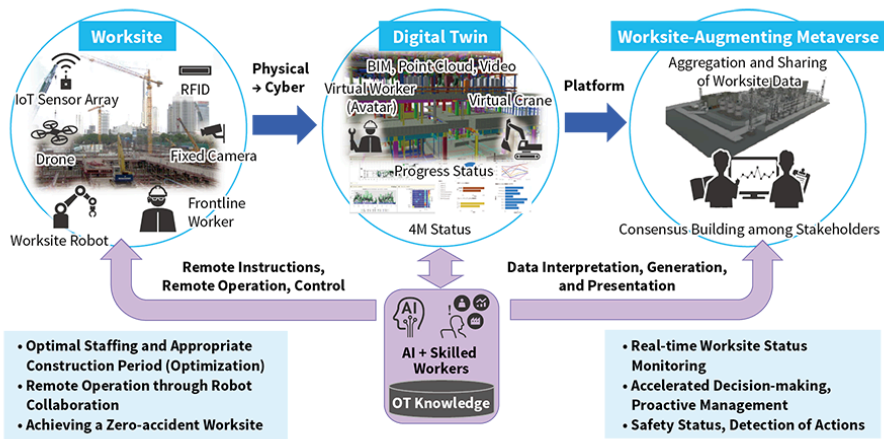 Worksite
IoT Sensor Array
RFID
Drone
Fixed Camera
Worksite Robot
Frontline
Worker
Physical
→ Cyber
Digital Twin
BIM, Point Cloud, Video
Virtual Worker
(Avatar)
Virtual Crane
Progress Status
4M Status
Platform
Worksite-Augmenting Metaverse
Aggregation and Sharing
of Worksite Data
Consensus Building among Stakeholders
Remote Instructions,
Remote Operation, Control
Data Interpretation, Generation,
and Presentation
AI
AI + Skilled
Workers
OT Knowledge
• Optimal Staffing and Appropriate
Construction Period (Optimization)
• Remote Operation through Robot
Collaboration
• Achieving a Zero-accident Worksite
• Real-time Worksite Status
Monitoring
• Accelerated Decision-making,
Proactive Management
• Safety Status, Detection of Actions